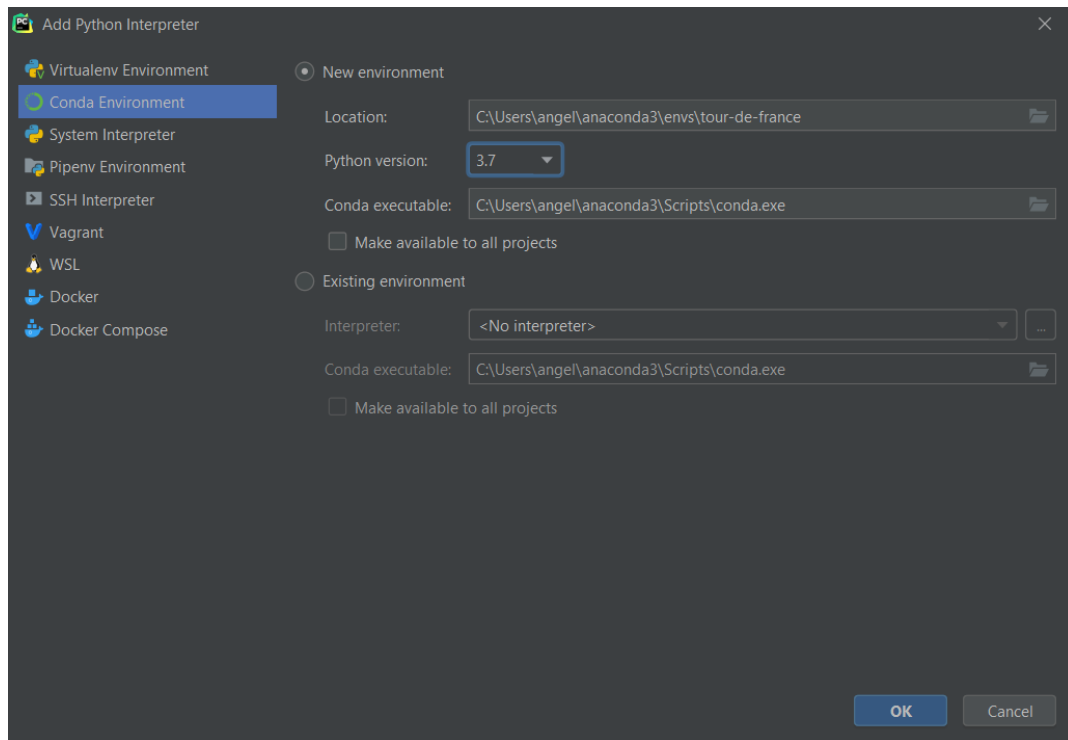 PC Add Python Interpreter
Virtualenv Environment
Conda Environment
System Interpreter
Pipenv Environment
SSH Interpreter
Vagrant
WSL
Docker
Docker Compose
New environment
Location: C:\Users\angel\anaconda3\envs\tour-de-france
Python version: 3.7
Conda executable: C:\Users\angel\anaconda3\Scripts\conda.exe
Make available to all projects
Existing environment
Interpreter: <No interpreter> ...
Conda executable: C:\Users\angel\anaconda3\Scripts\conda.exe
Make available to all projects
OK Cancel